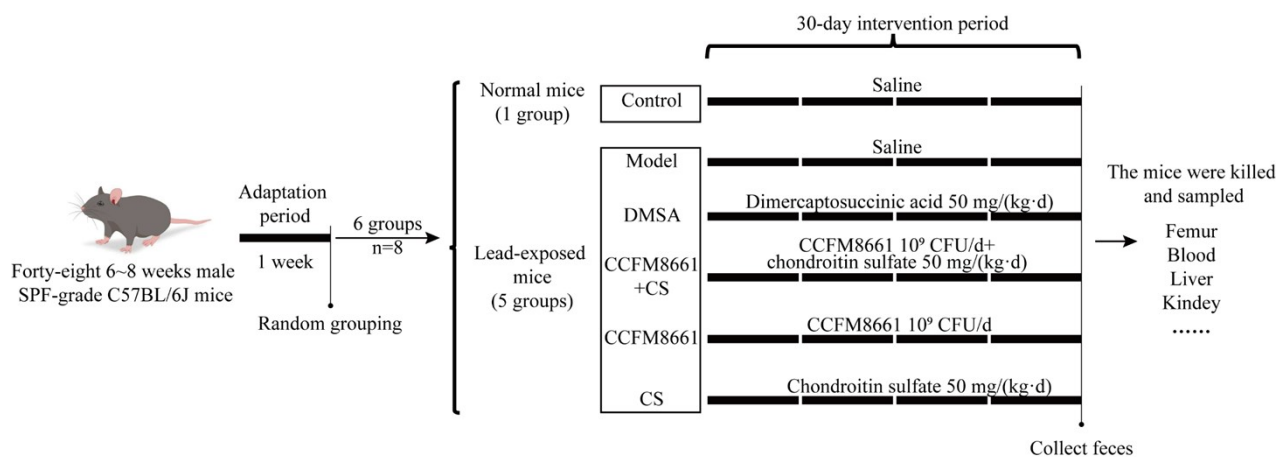 30-day intervention period
Normal mice
(1 group)
Control
Saline
Model
Saline
The mice were killed
and sampled
Adaptation
period
6 groups
n=8
DMSA
Dimercaptosuccinic acid 50 mg/(kg·d)
Femur
Blood
Liver
Kindey
......
1 week
Forty-eight 6~8 weeks male
SPF-grade C57BL/6J mice
Lead-exposed
mice
(5 groups)
CCFM8661
+CS
CCFM8661 10⁹ CFU/d+
chondroitin sulfate 50 mg/(kg·d)
Random grouping
CCFM8661
CCFM8661 10⁹ CFU/d
CS
Chondroitin sulfate 50 mg/(kg·d)
Collect feces